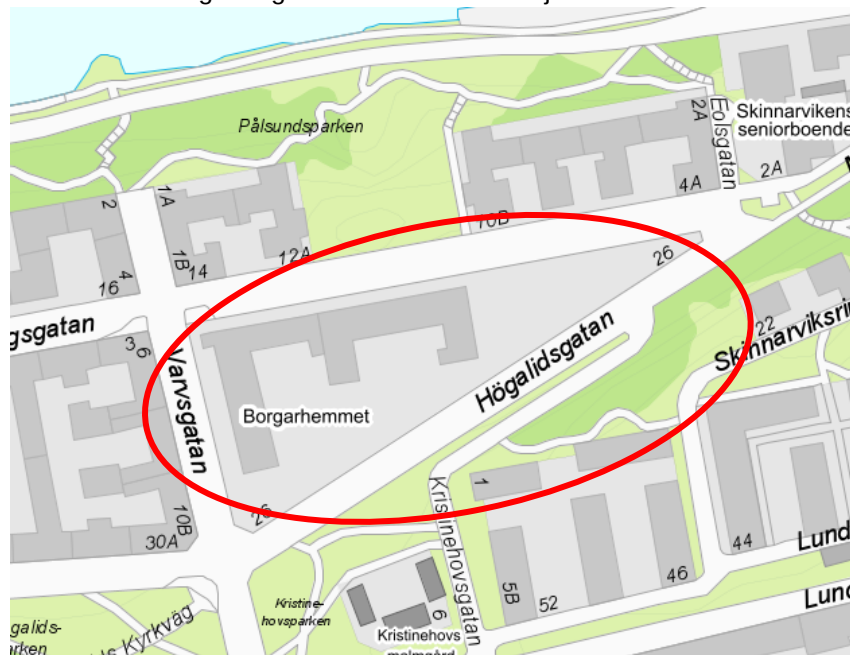 Pålsundsparken
Skinnarvikens
seniorboende
2A
Eolsgatan
2A
4A
2
1A
10B
1B
12A
14
4
16
26
gsgatan
3
6
Varvsgatan
Högalidsgatan
22
Skinnarviksri
Borgarhemmet
1
26
Kristinehovsgatan
10B
30A
44
Lund
46
5B
52
Lund
Kristine-
hovsparken
6
galids-
rken
ds Kyrkväg
Kristinehovs
malmgård